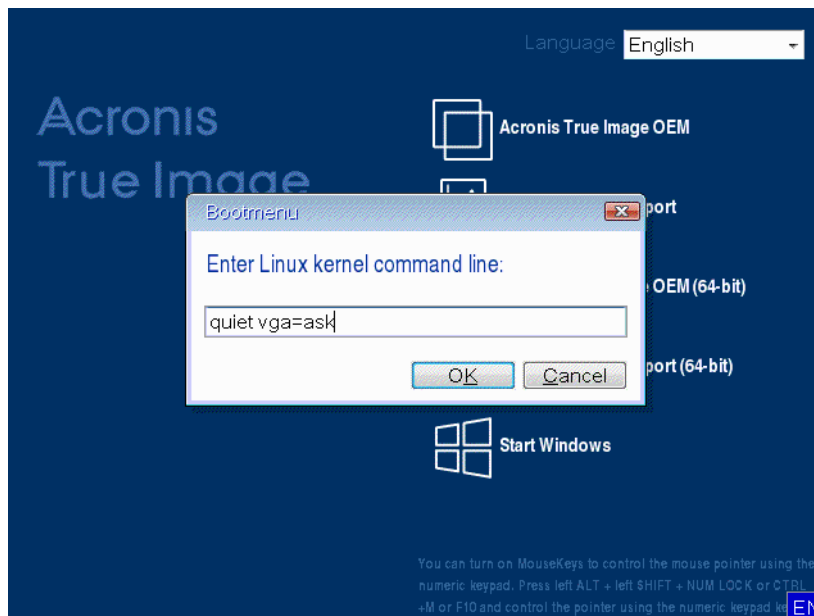 Language English
Acronis
True Image
Acronis True Image OEM
port
Bootmenu
Enter Linux kernel command line:
OEM (64-bit)
quiet vga=ask
OK Cancel
port (64-bit)
Start Windows
You can turn on MouseKeys to control the mouse pointer using the
numeric keypad. Press left ALT + left SHIFT + NUM LOCK or CTRL
+M or F10 and control the pointer using the numeric keypad
EN